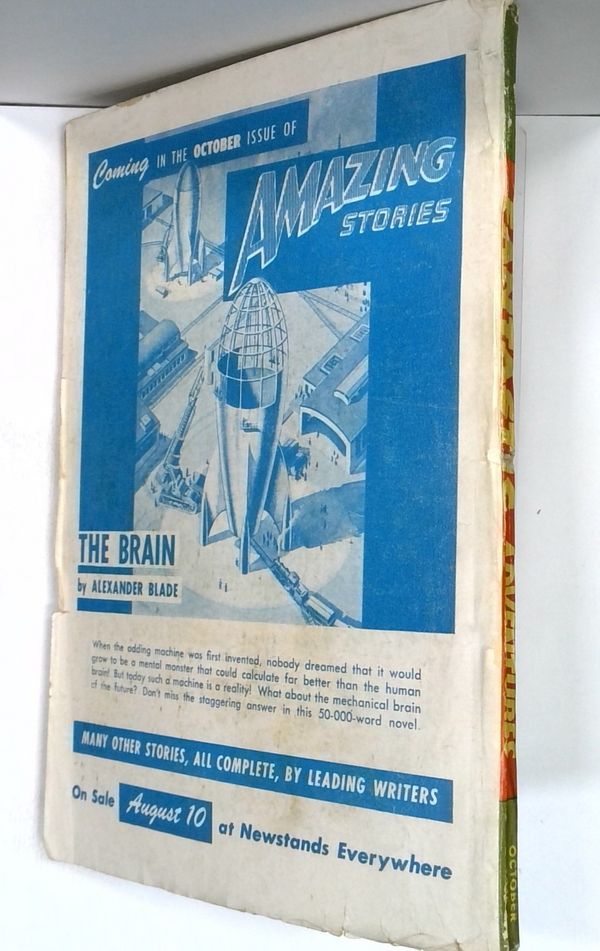 Coming IN THE OCTOBER ISSUE OF
AMAZING
STORIES
THE BRAIN
by ALEXANDER BLADE
When the adding machine was first invented, nobody dreamed that it would
grow to be a mental monster that could calculate far better than the human
brain! But today such a machine is a reality! What about the mechanical brain
of the future? Don't miss the staggering answer in this 50-000-word novel.
MANY OTHER STORIES, ALL COMPLETE, BY LEADING WRITERS
On Sale August 10 at Newstands Everywhere
FANTASTIC ADVENTURES
OCTOBER